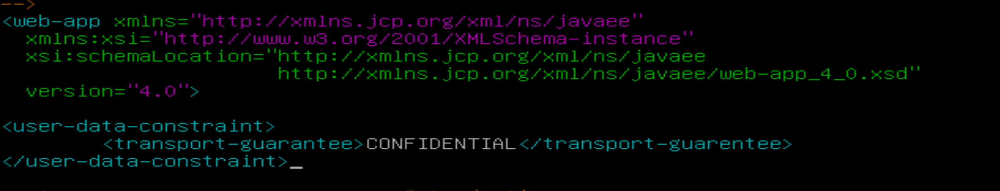 -->
<web-app xmlns="http://xmlns.jcp.org/xml/ns/javaee"
  xmlns:xsi="http://www.w3.org/2001/XMLSchema-instance"
  xsi:schemaLocation="http://xmlns.jcp.org/xml/ns/javaee
                      http://xmlns.jcp.org/xml/ns/javaee/web-app_4_0.xsd"
  version="4.0">

<user-data-constraint>
        <transport-guarantee>CONFIDENTIAL</transport-guarentee>
</user-data-constraint>_